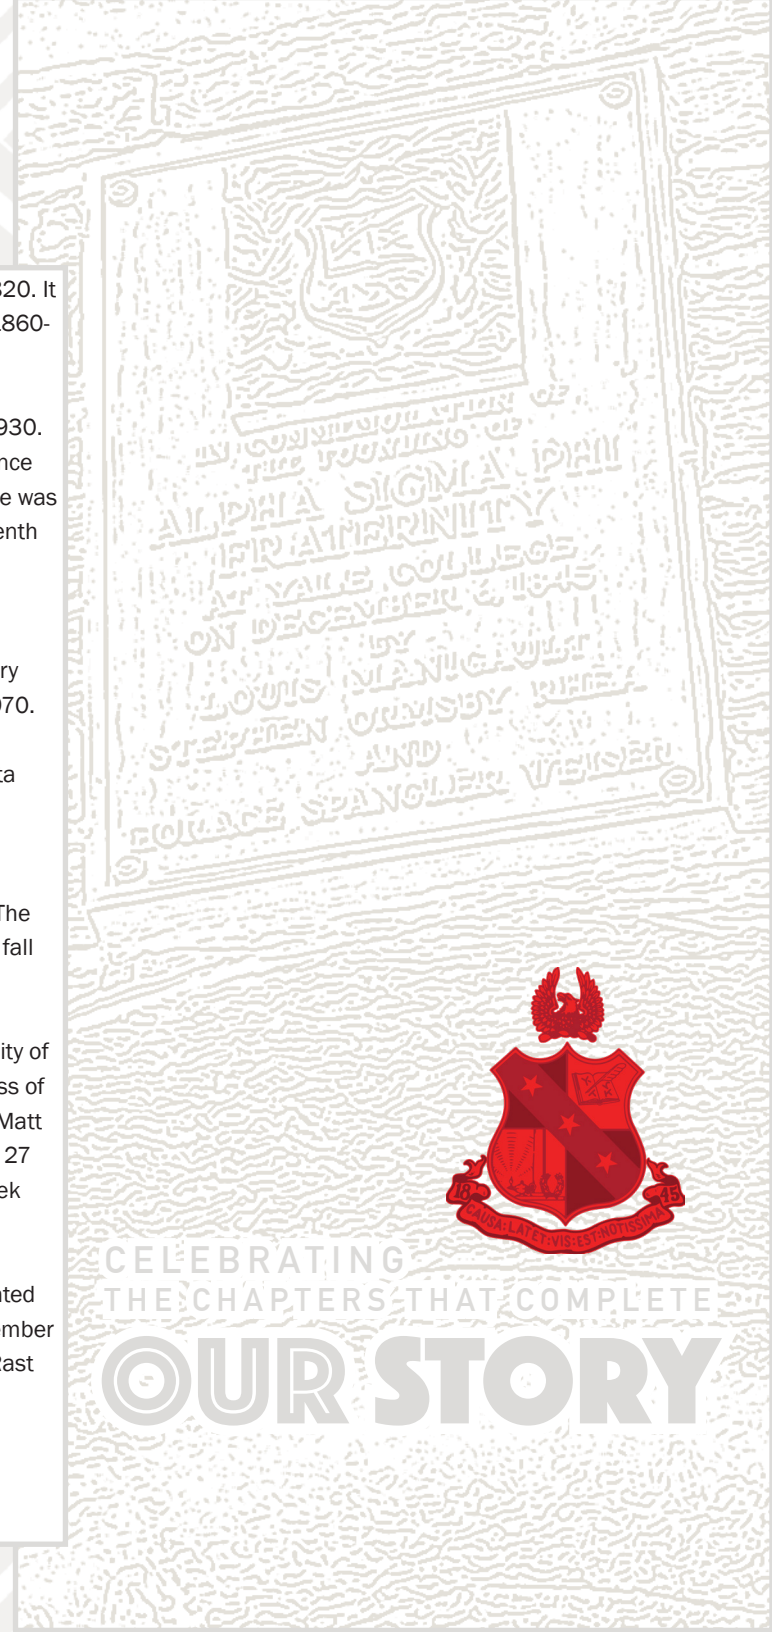 320. It
1860-
930.
nce
e was
enth
ry
970.
ta
The
fall
ity of
ss of
Matt
27
ek
nted
ember
Rast
IN COMMEMORATION OF
THE FOUNDING OF
ALPHA SIGMA PHI
FRATERNITY
AT YALE COLLEGE
ON DECEMBER 6, 1845
BY
LOUIS MANIGAULT
STEPHEN ORMSBY RHEA
AND
HORACE SPANGLER WEISER
18 45
CAUSA:LATET:VIS:EST:NOTISSIMA
CELEBRATING
THE CHAPTERS THAT COMPLETE
OUR STORY